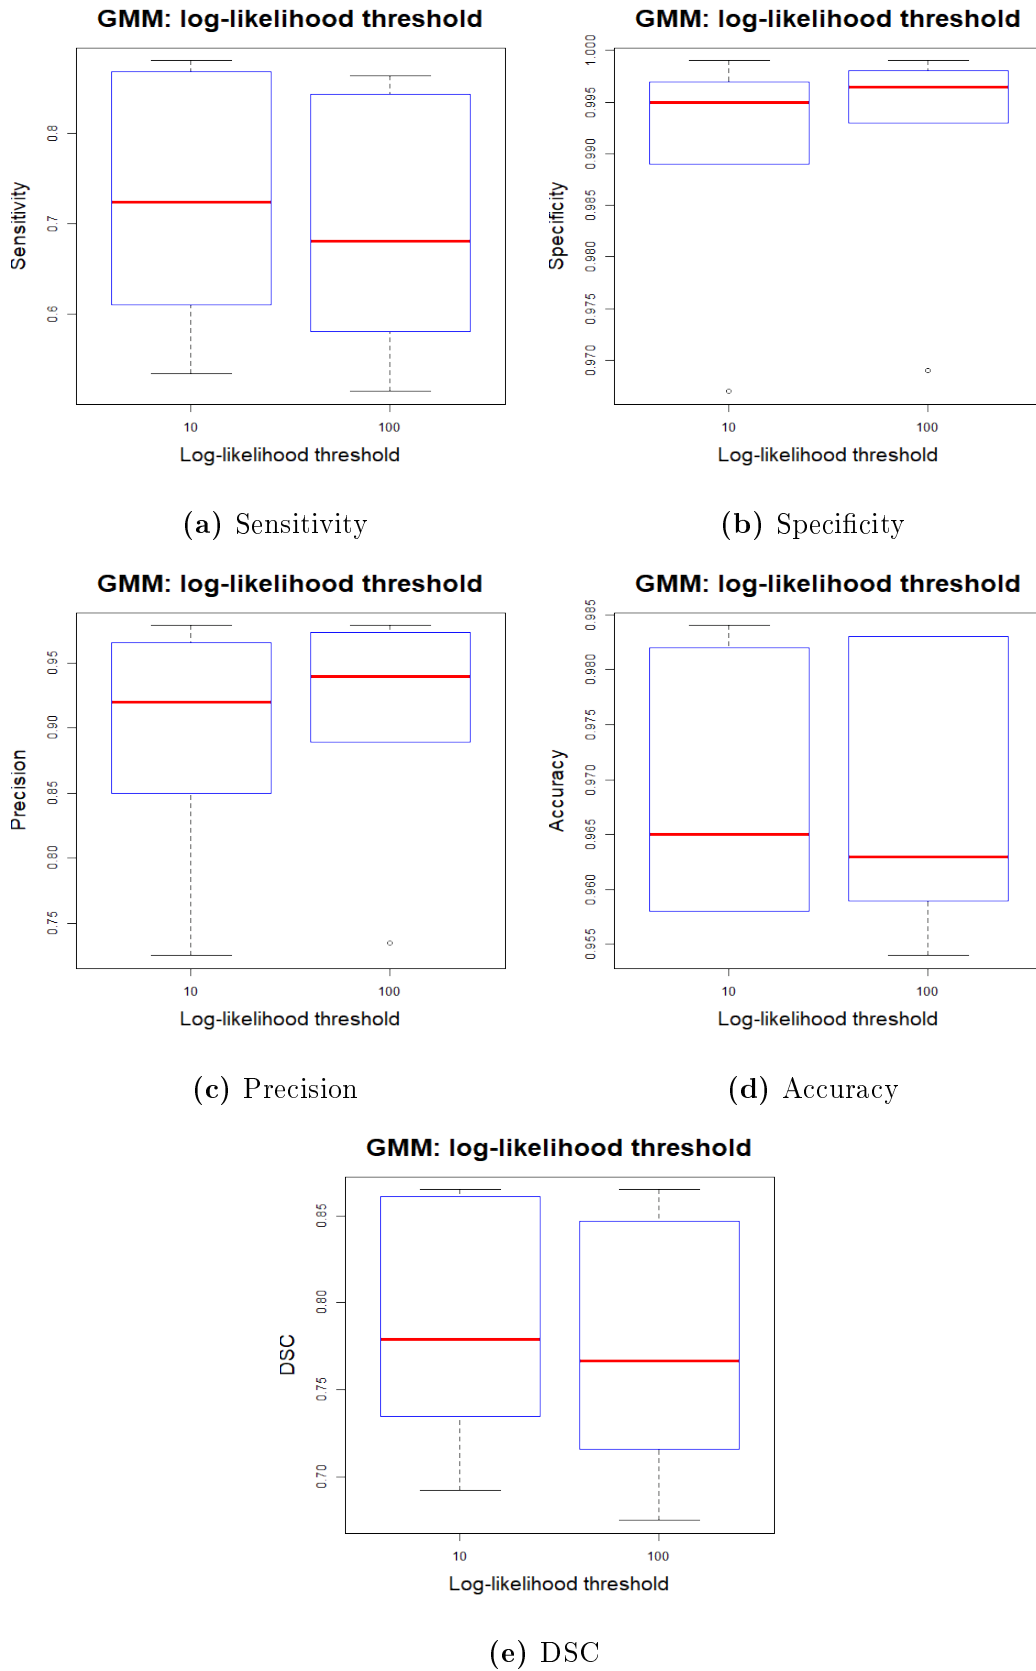 GMM: log-likelihood threshold
GMM: log-likelihood threshold
Sensitivity
0.6
0.7
0.8
10
100
Log-likelihood threshold
Specificity
0.970
0.975
0.980
0.985
0.990
0.995
1.000
10
100
Log-likelihood threshold
(a) Sensitivity
(b) Specificity
GMM: log-likelihood threshold
GMM: log-likelihood threshold
Precision
0.75
0.80
0.85
0.90
0.95
10
100
Log-likelihood threshold
Accuracy
0.955
0.960
0.965
0.970
0.975
0.980
0.985
10
100
Log-likelihood threshold
(c) Precision
(d) Accuracy
GMM: log-likelihood threshold
DSC
0.70
0.75
0.80
0.85
10
100
Log-likelihood threshold
(e) DSC